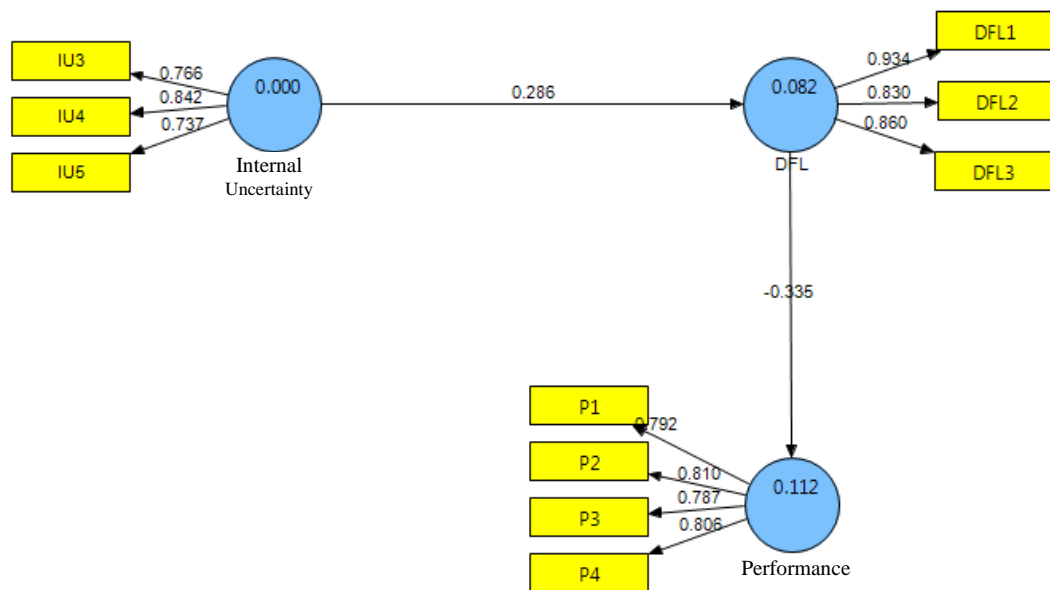 IU3
IU4
IU5
0.766
0.842
0.737
0.000
Internal
Uncertainty
0.286
0.082
DFL
0.934
0.830
0.860
DFL1
DFL2
DFL3
-0.335
P1
P2
P3
P4
0.792
0.810
0.787
0.806
0.112
Performance